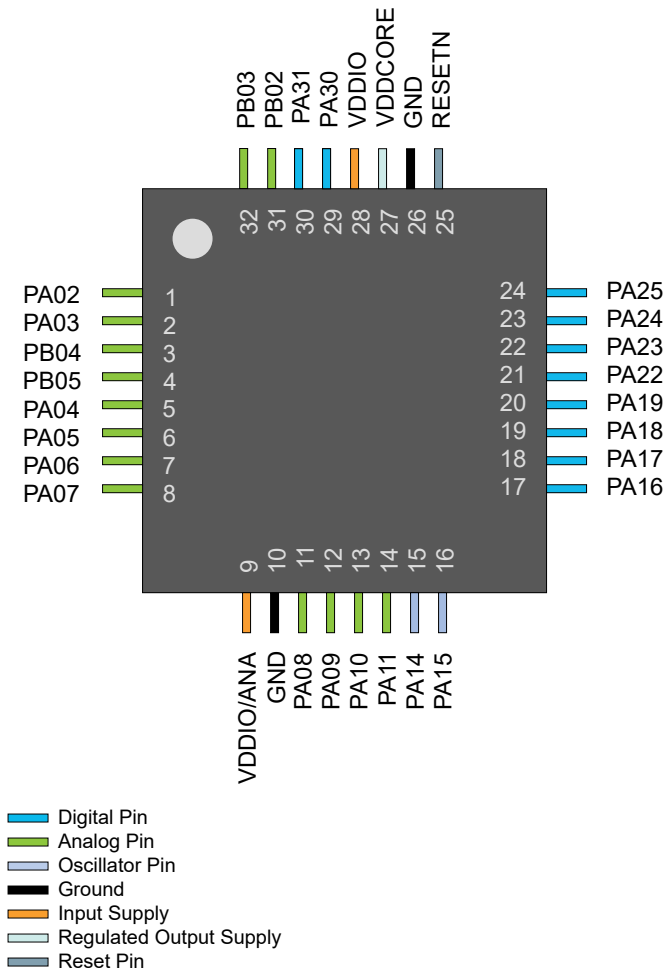 PB03
PB02
PA31
PA30
VDDIO
VDDCORE
GND
RESETN
32
31
30
29
28
27
26
25
PA02 1
PA03 2
PB04 3
PB05 4
PA04 5
PA05 6
PA06 7
PA07 8
24 PA25
23 PA24
22 PA23
21 PA22
20 PA19
19 PA18
18 PA17
17 PA16
9
10
11
12
13
14
15
16
VDDIO/ANA
GND
PA08
PA09
PA10
PA11
PA14
PA15
Digital Pin
Analog Pin
Oscillator Pin
Ground
Input Supply
Regulated Output Supply
Reset Pin